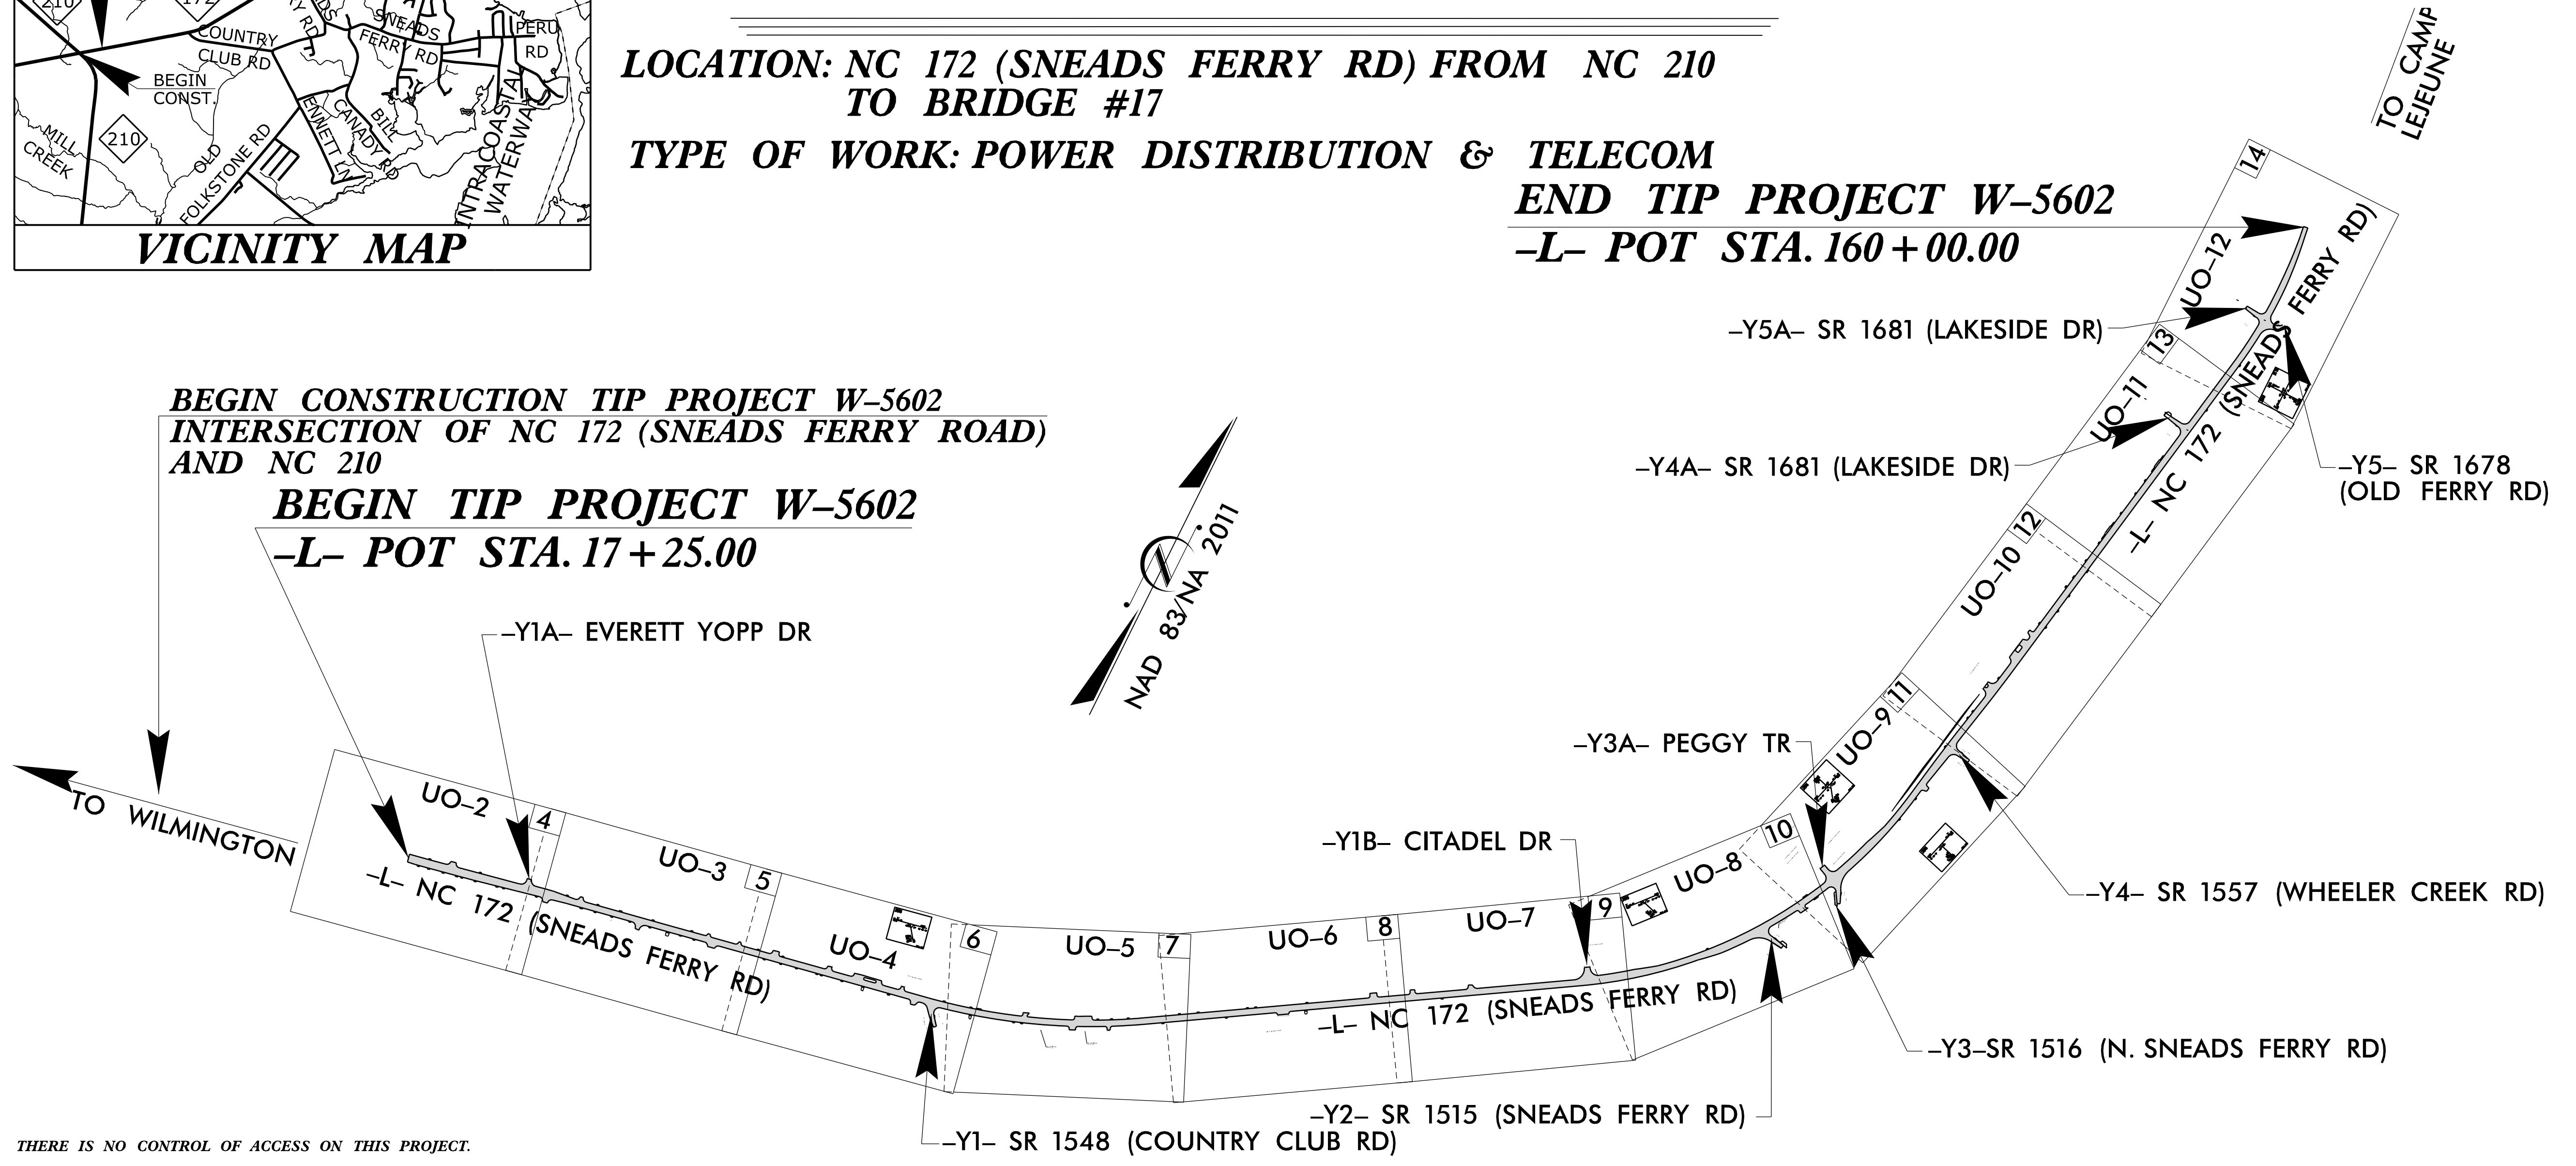 210
172
COUNTRY
CLUB RD
SNEADS
FERRY RD
PERU
RD
BEGIN
CONST.
MILL
CREEK
210
OLD
FOLKSTONE RD
ENNETT LN
CANADY RD
BILL
INTRACOASTAL
WATERWAY
VICINITY MAP
LOCATION: NC 172 (SNEADS FERRY RD) FROM NC 210
TO BRIDGE #17
TYPE OF WORK: POWER DISTRIBUTION & TELECOM
END TIP PROJECT W–5602
–L– POT STA. 160+00.00
TO CAMP
LEJEUNE
14
UO–12
–Y5A– SR 1681 (LAKESIDE DR)
13
UO–11
–Y4A– SR 1681 (LAKESIDE DR)
–L– NC 172 (SNEADS FERRY RD)
–Y5– SR 1678
(OLD FERRY RD)
12
UO–10
BEGIN CONSTRUCTION TIP PROJECT W–5602
INTERSECTION OF NC 172 (SNEADS FERRY ROAD)
AND NC 210
BEGIN TIP PROJECT W–5602
–L– POT STA. 17+25.00
–Y1A– EVERETT YOPP DR
NAD 83/NA 2011
11
UO–9
–Y3A– PEGGY TR
TO WILMINGTON
UO–2
4
UO–3
5
UO–4
6
UO–5
7
UO–6
8
UO–7
9
UO–8
10
–Y1B– CITADEL DR
–Y4– SR 1557 (WHEELER CREEK RD)
–L– NC 172 (SNEADS FERRY RD)
–L– NC 172 (SNEADS FERRY RD)
–Y3–SR 1516 (N. SNEADS FERRY RD)
–Y2– SR 1515 (SNEADS FERRY RD)
–Y1– SR 1548 (COUNTRY CLUB RD)
THERE IS NO CONTROL OF ACCESS ON THIS PROJECT.